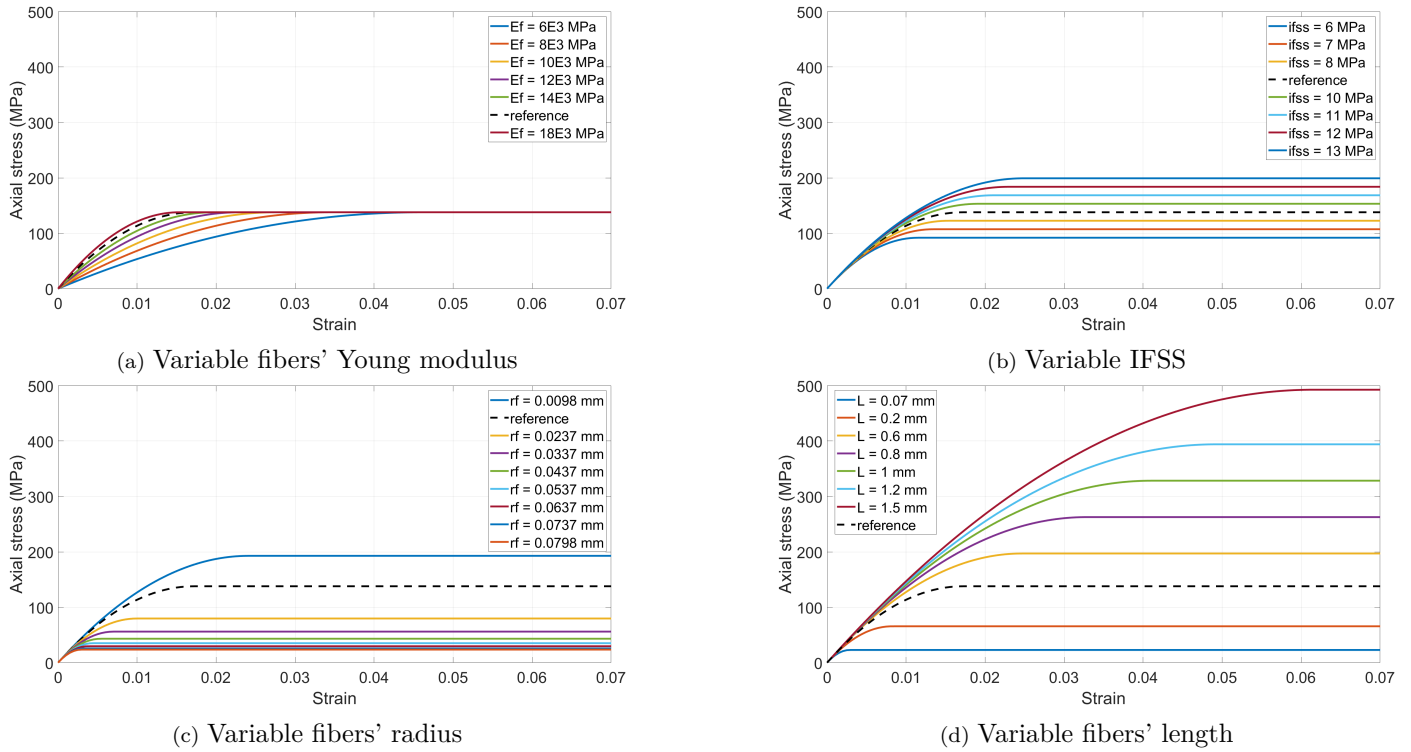 500
400
300
200
100
0
Axial stress (MPa)
Ef = 6E3 MPa
Ef = 8E3 MPa
Ef = 10E3 MPa
Ef = 12E3 MPa
Ef = 14E3 MPa
reference
Ef = 18E3 MPa
0 0.01 0.02 0.03 0.04 0.05 0.06 0.07
Strain
(a) Variable fibers’ Young modulus
500
400
300
200
100
0
Axial stress (MPa)
ifss = 6 MPa
ifss = 7 MPa
ifss = 8 MPa
reference
ifss = 10 MPa
ifss = 11 MPa
ifss = 12 MPa
ifss = 13 MPa
0 0.01 0.02 0.03 0.04 0.05 0.06 0.07
Strain
(b) Variable IFSS
500
400
300
200
100
0
Axial stress (MPa)
rf = 0.0098 mm
reference
rf = 0.0237 mm
rf = 0.0337 mm
rf = 0.0437 mm
rf = 0.0537 mm
rf = 0.0637 mm
rf = 0.0737 mm
rf = 0.0798 mm
0 0.01 0.02 0.03 0.04 0.05 0.06 0.07
Strain
(c) Variable fibers’ radius
500
400
300
200
100
0
Axial stress (MPa)
L = 0.07 mm
L = 0.2 mm
L = 0.6 mm
L = 0.8 mm
L = 1 mm
L = 1.2 mm
L = 1.5 mm
reference
0 0.01 0.02 0.03 0.04 0.05 0.06 0.07
Strain
(d) Variable fibers’ length